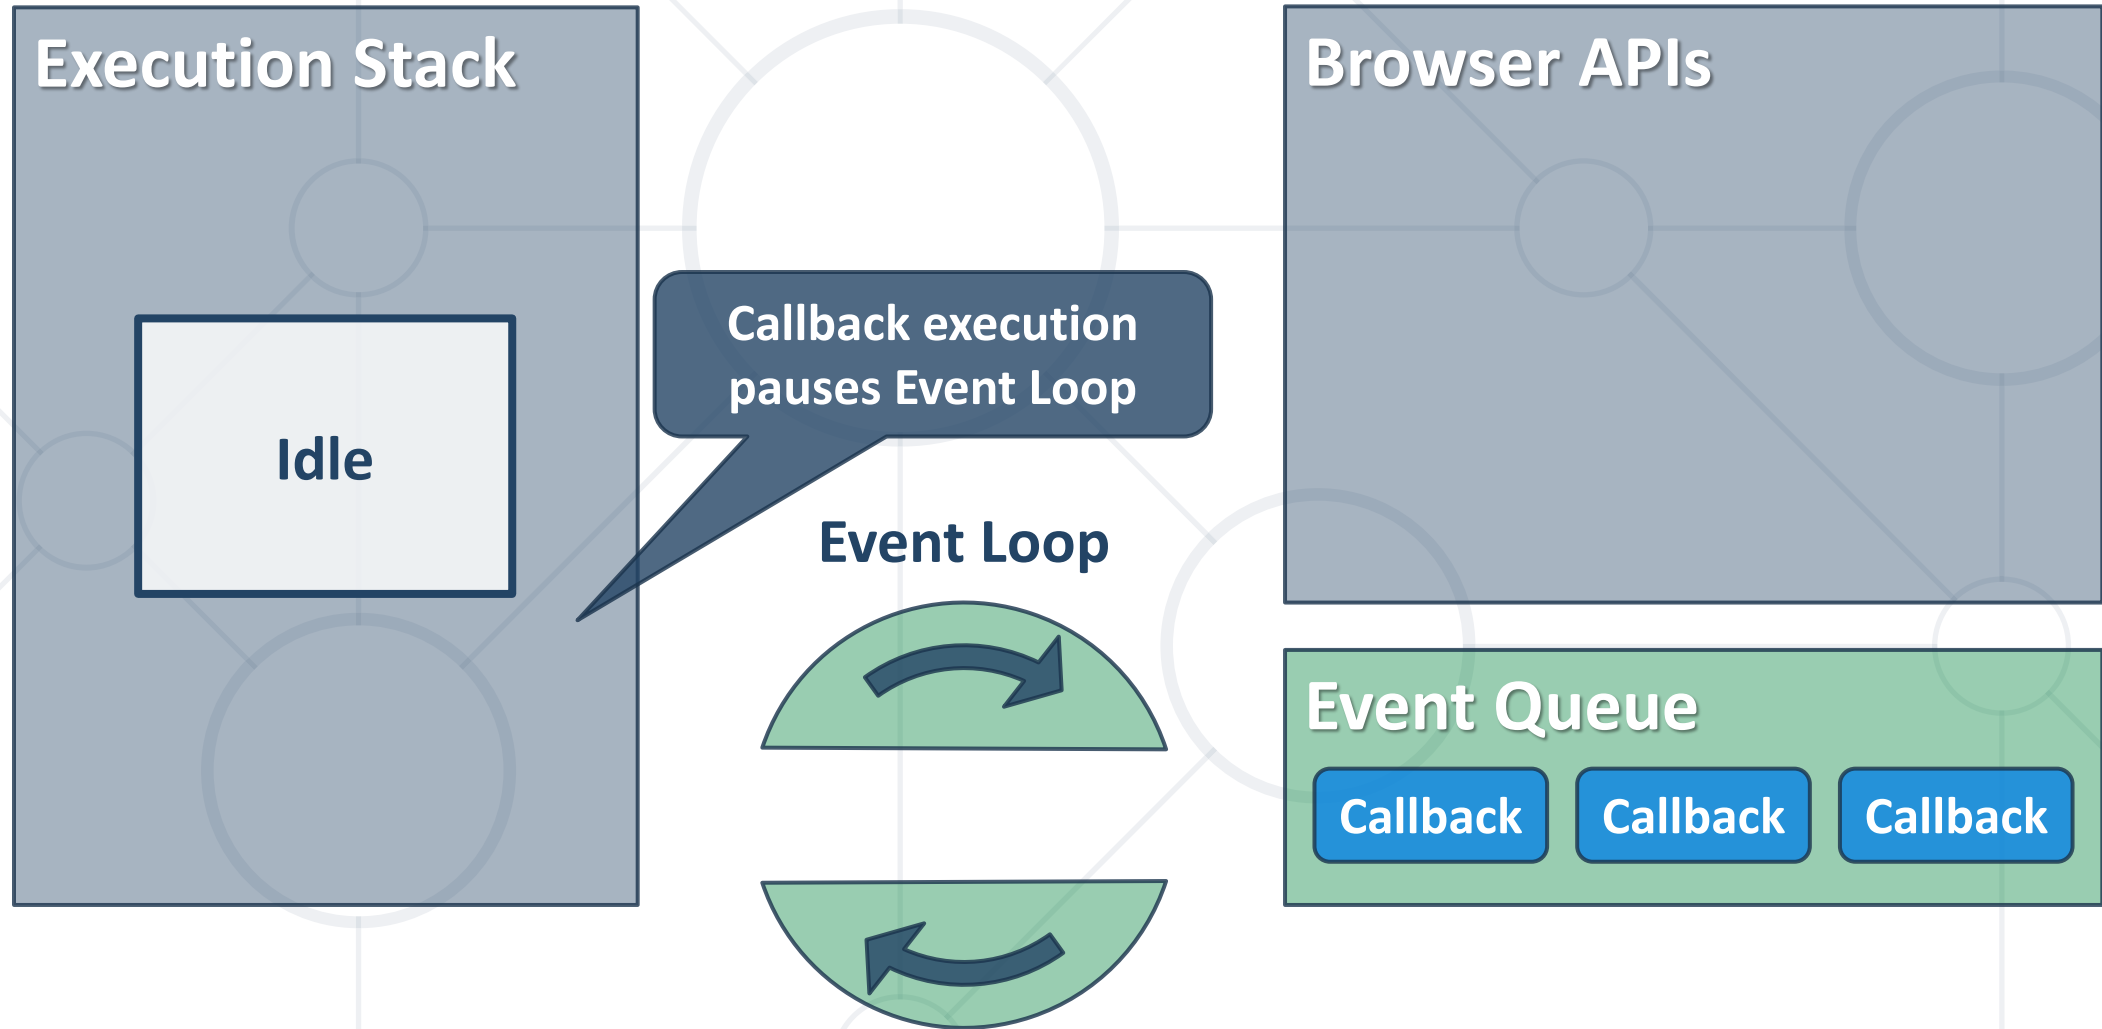 Execution Stack
Browser APIs
Callback execution
pauses Event Loop
Idle
Event Loop
Event Queue
Callback
Callback
Callback